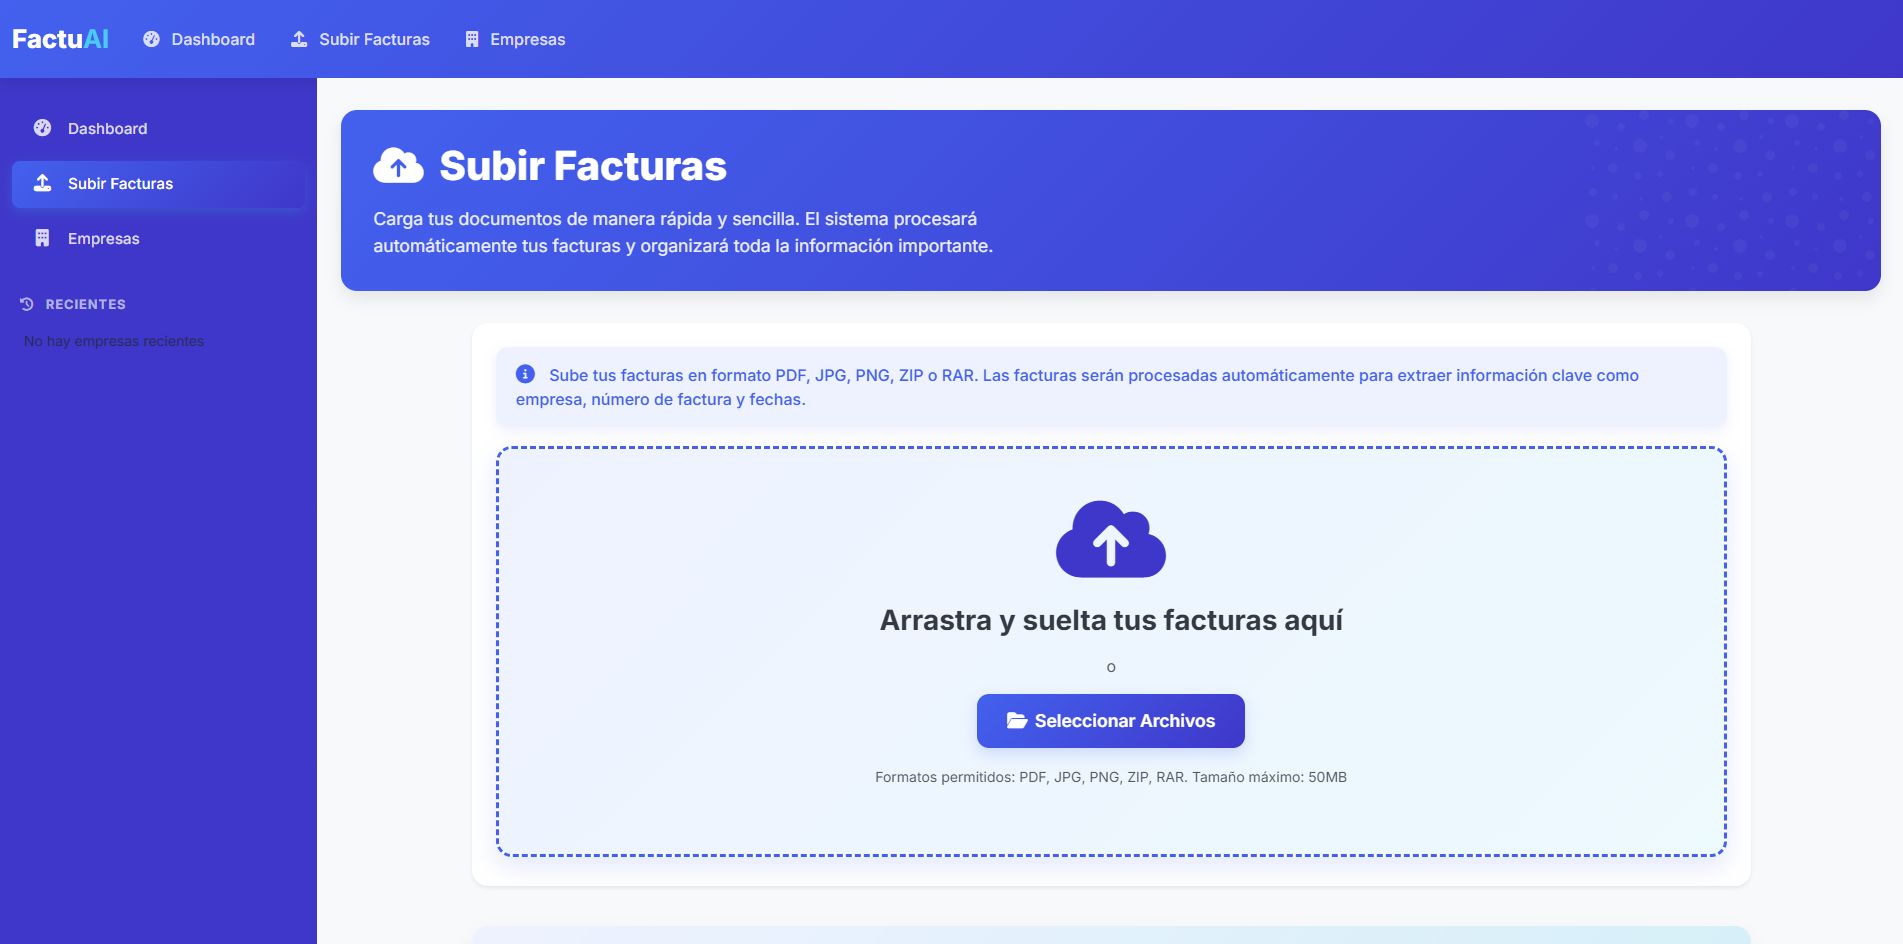 FactuAI
Dashboard
Subir Facturas
Empresas
Dashboard
Subir Facturas
Empresas
RECIENTES
No hay empresas recientes
Subir Facturas
Carga tus documentos de manera rápida y sencilla. El sistema procesará
automáticamente tus facturas y organizará toda la información importante.
Sube tus facturas en formato PDF, JPG, PNG, ZIP o RAR. Las facturas serán procesadas automáticamente para extraer información clave como
empresa, número de factura y fechas.
Arrastra y suelta tus facturas aquí
o
Seleccionar Archivos
Formatos permitidos: PDF, JPG, PNG, ZIP, RAR. Tamaño máximo: 50MB